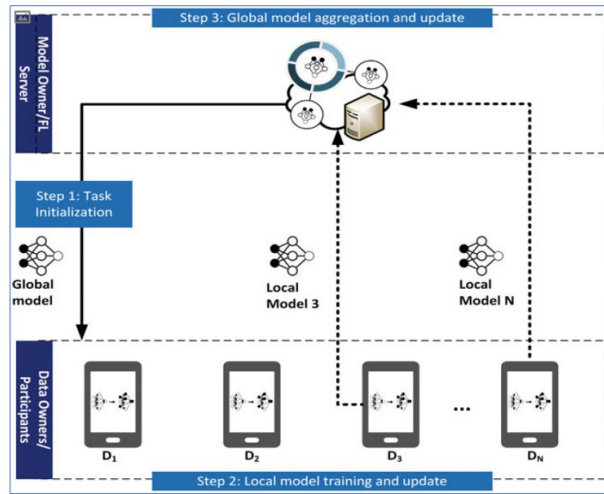 Step 3: Global model aggregation and update
Model Owner/FL
Server
Step 1: Task
Initialization
Global
model
Local
Model 3
Local
Model N
Data Owners/
Participants
D1
D2
D3
...
DN
Step 2: Local model training and update